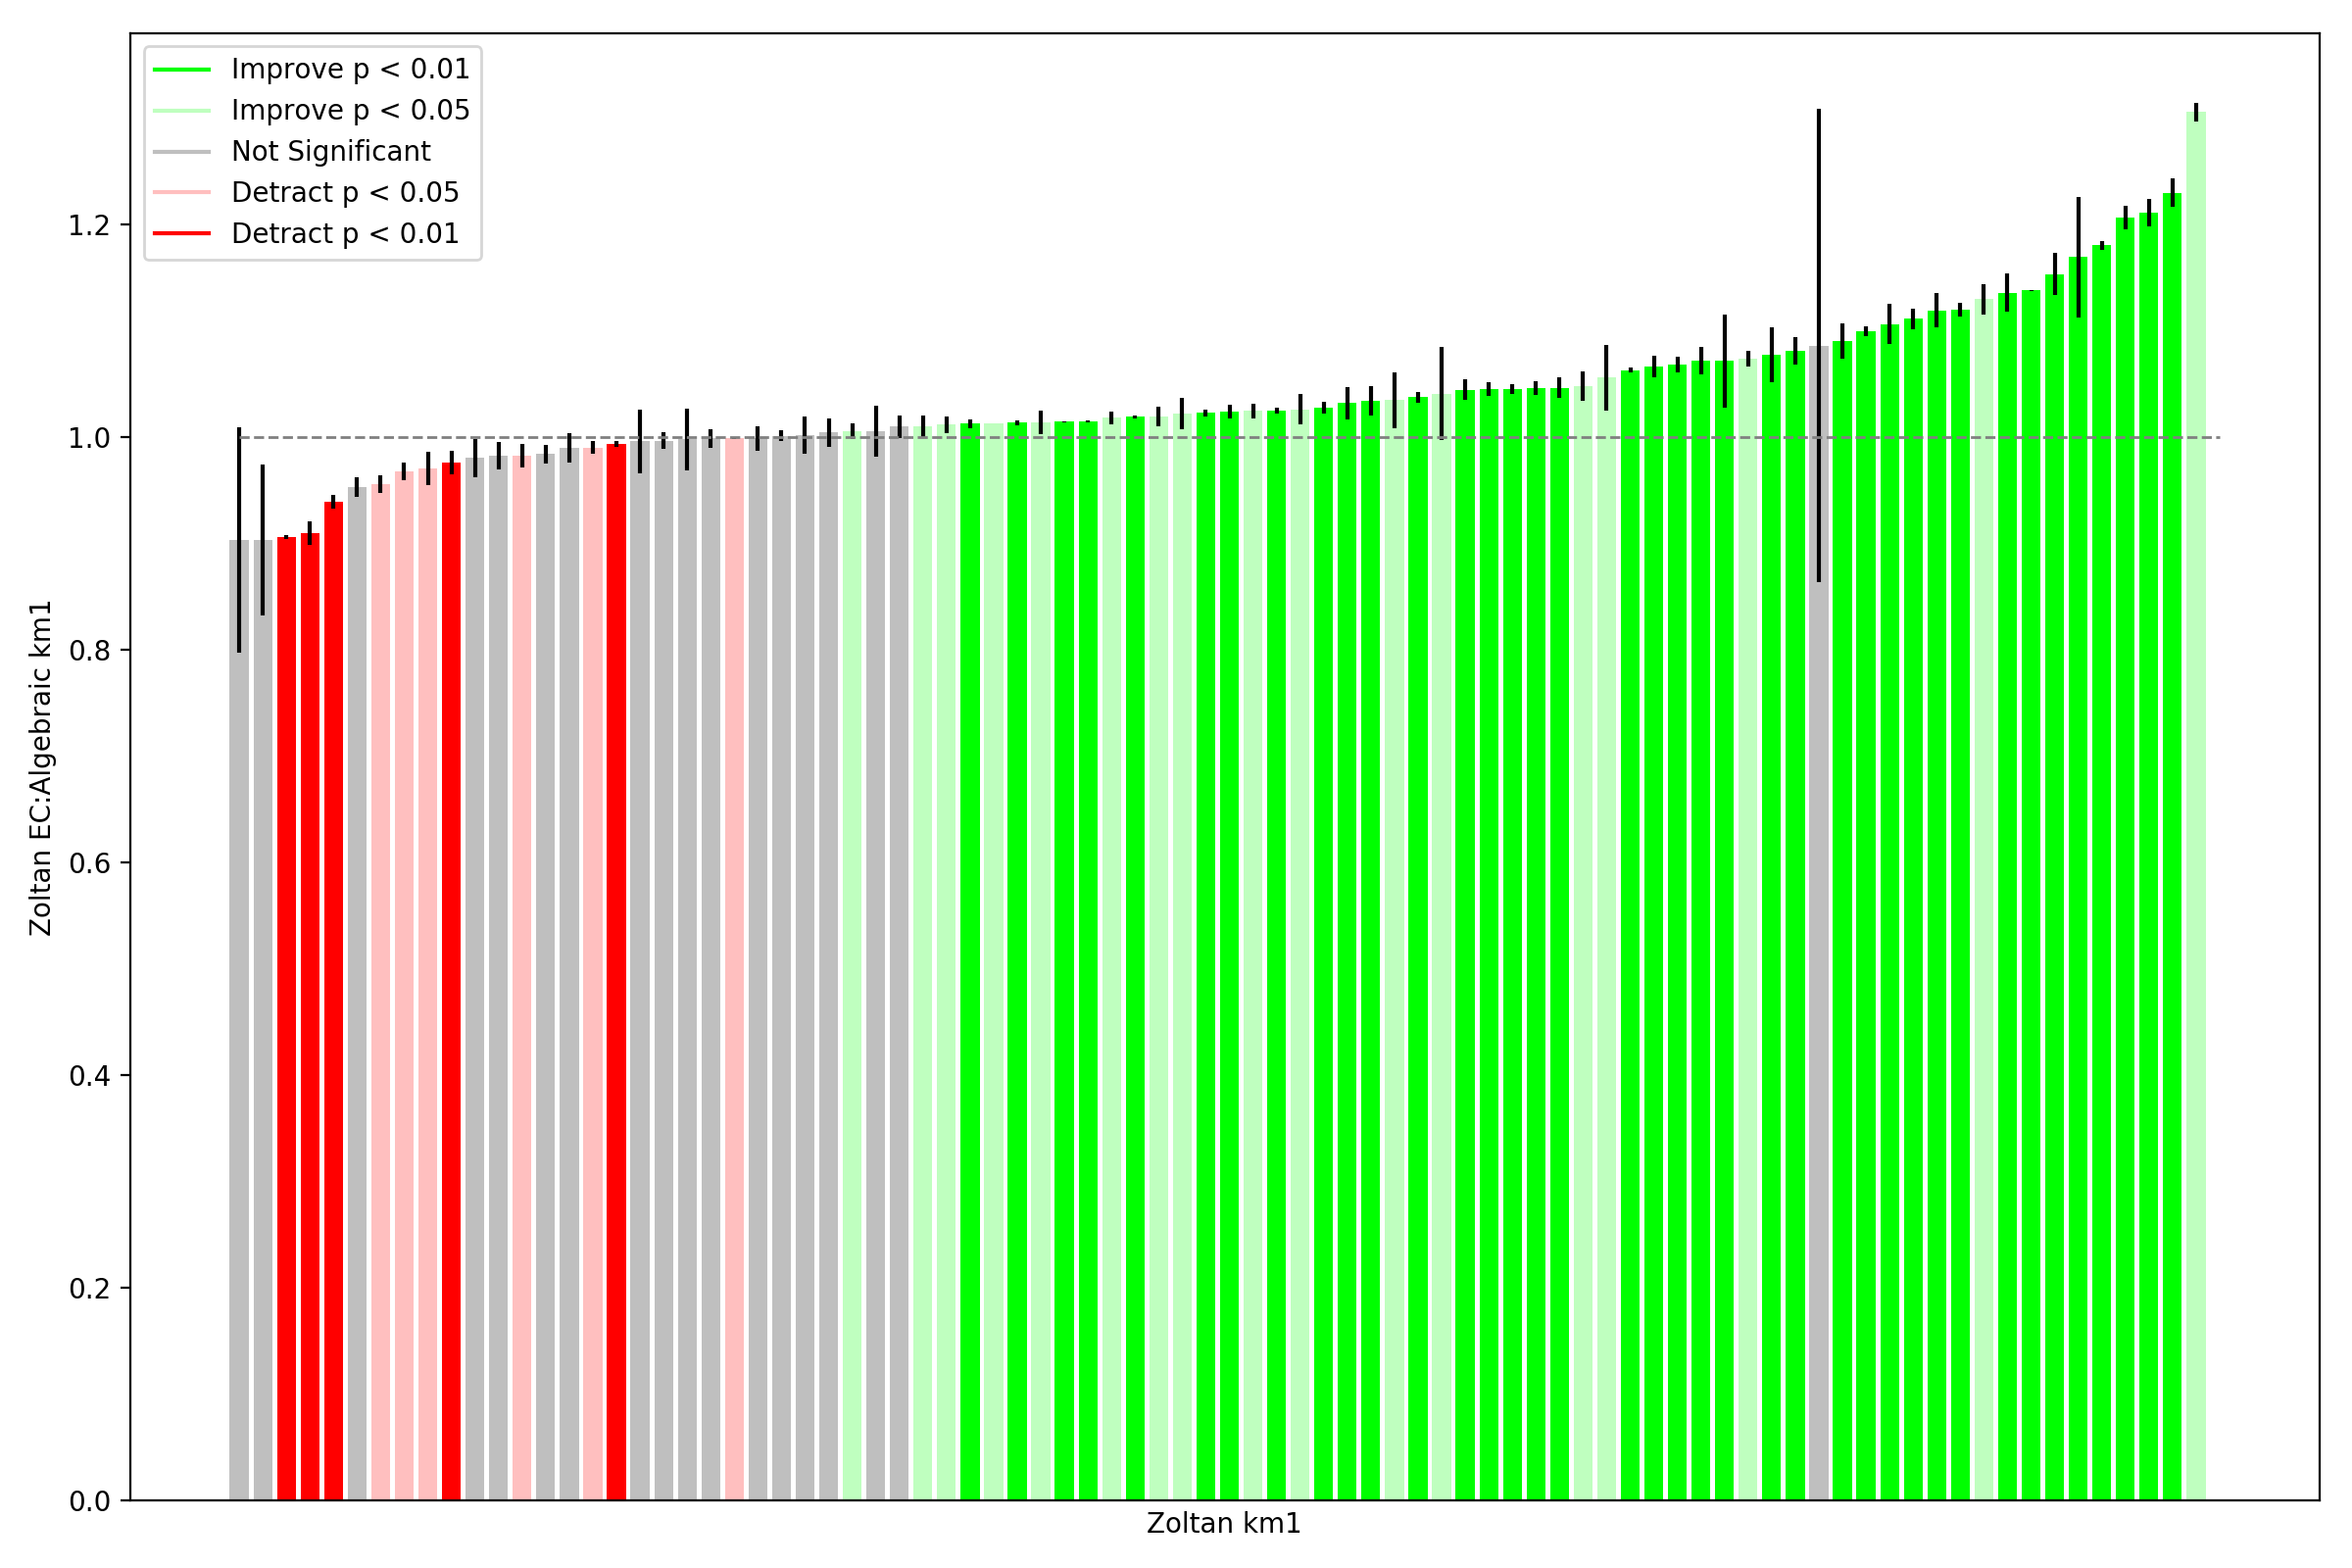 Improve p < 0.01
Improve p < 0.05
Not Significant
Detract p < 0.05
Detract p < 0.01
1.2
1.0
0.8
0.6
0.4
0.2
0.0
Zoltan EC:Algebraic km1
Zoltan km1